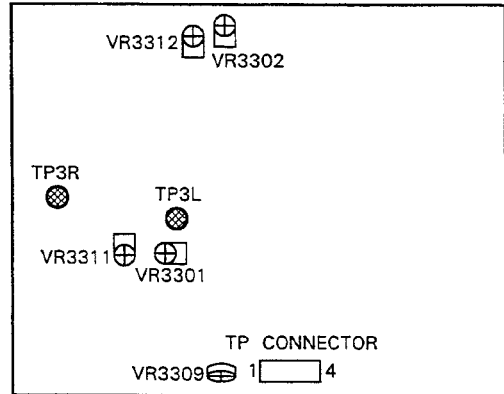 VR3312
VR3302
TP3R
TP3L
VR3311
VR3301
TP CONNECTOR
VR3309 1 4